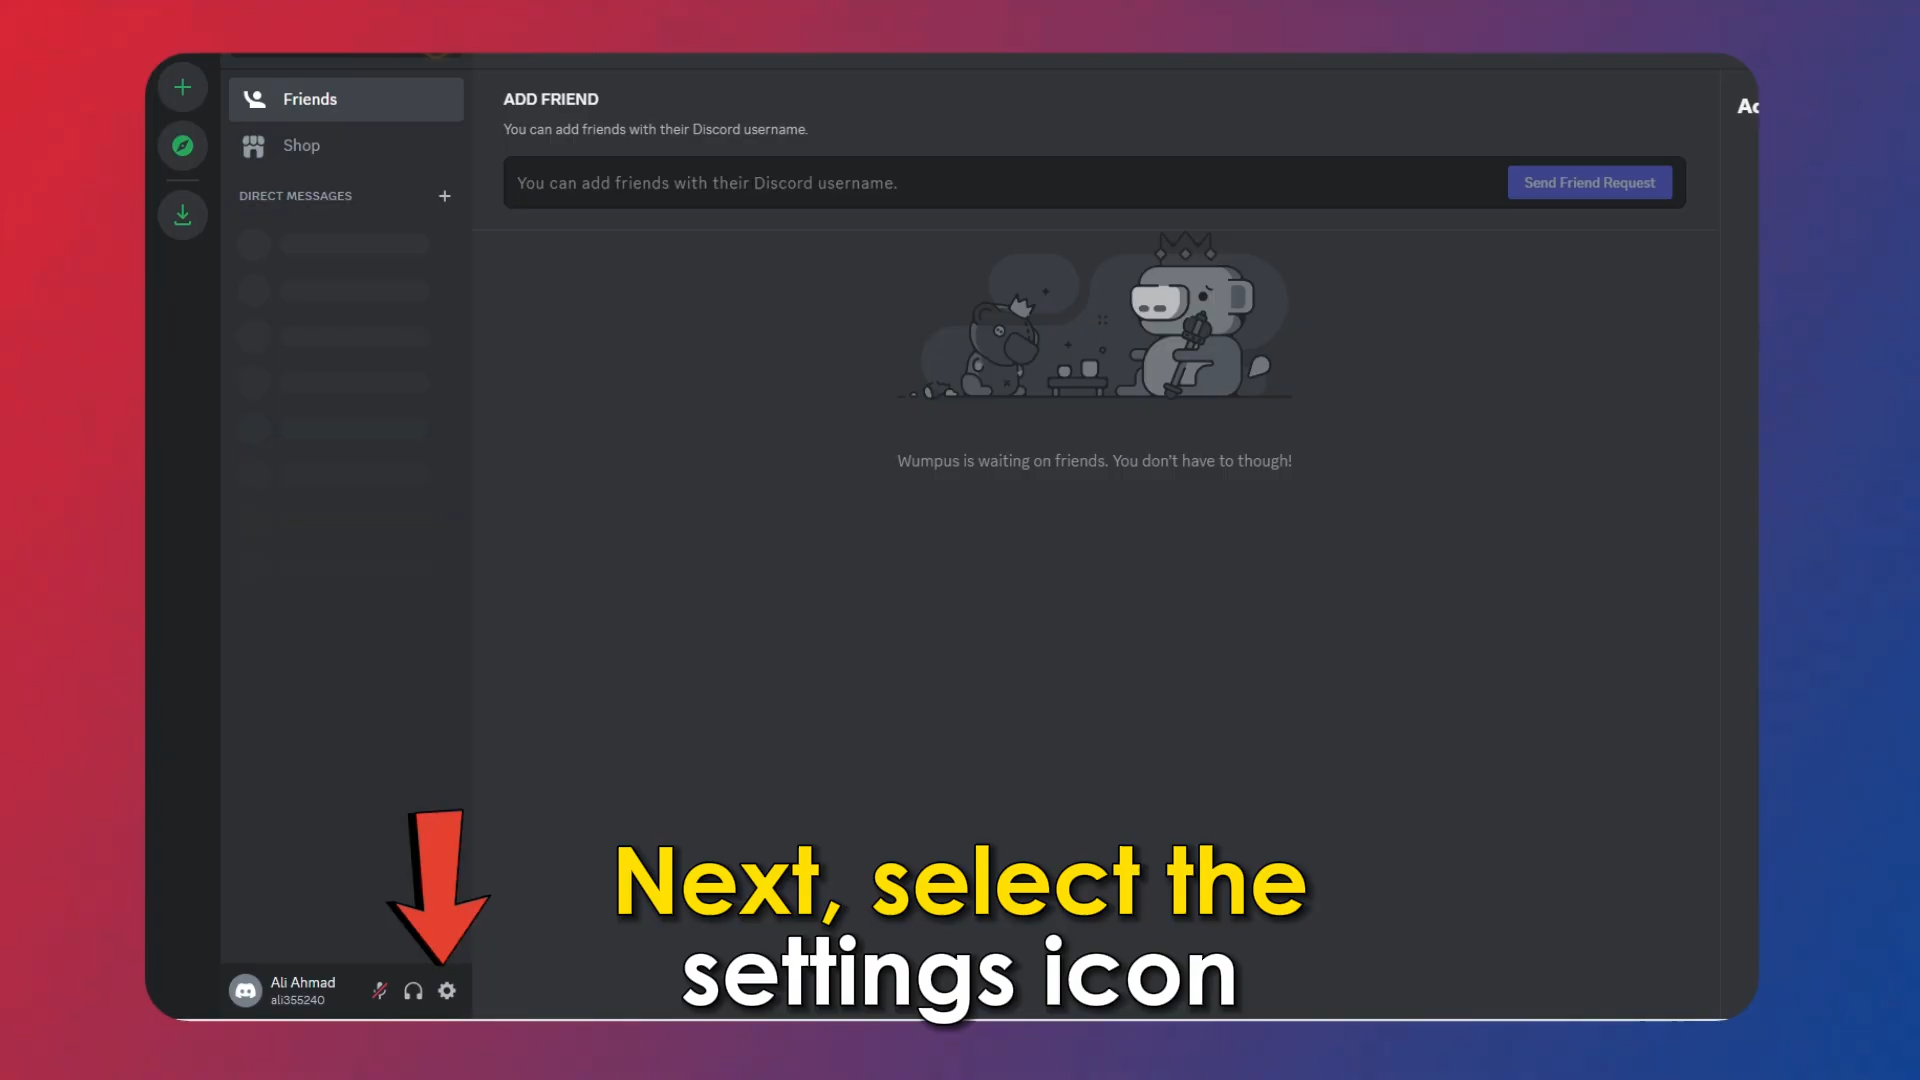 Friends
Shop
DIRECT MESSAGES
ADD FRIEND
You can add friends with their Discord username.
You can add friends with their Discord username.
Send Friend Request
Wumpus is waiting on friends. You don't have to though!
Next, select the
settings icon
Ali Ahmad
ali355240